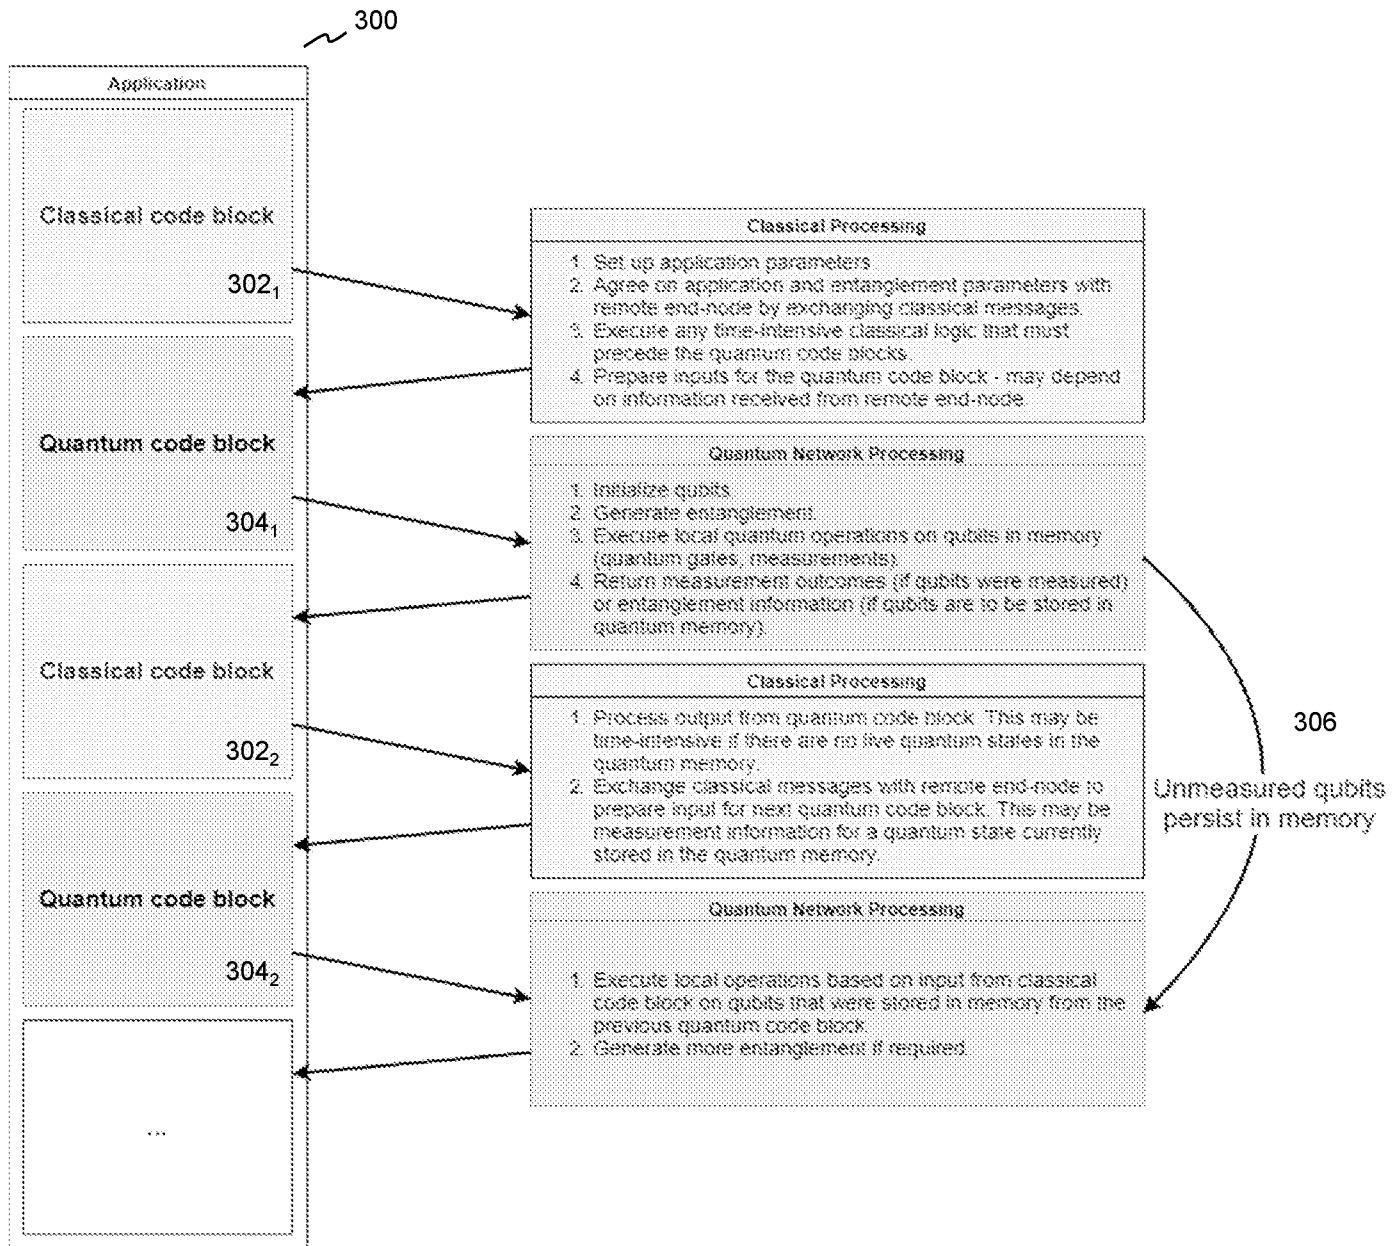 300
Application
Classical code block
302₁
Quantum code block
304₁
Classical code block
302₂
Quantum code block
304₂
...
Classical Processing
1. Set up application parameters
2. Agree on application and entanglement parameters with
remote end-node by exchanging classical messages.
3. Execute any time-intensive classical logic that must
precede the quantum code blocks.
4. Prepare inputs for the quantum code block - may depend
on information received from remote end-node.
Quantum Network Processing
1. Initialize qubits
2. Generate entanglement
3. Execute local quantum operations on qubits in memory
(quantum gates, measurements)
4. Return measurement outcomes (if qubits were measured)
or entanglement information (if qubits are to be stored in
quantum memory).
Classical Processing
1. Process output from quantum code block. This may be
time-intensive if there are no live quantum states in the
quantum memory.
2. Exchange classical messages with remote end-node to
prepare input for next quantum code block. This may be
measurement information for a quantum state currently
stored in the quantum memory.
Quantum Network Processing
1. Execute local operations based on input from classical
code block on qubits that were stored in memory from the
previous quantum code block
2. Generate more entanglement if required.
306
Unmeasured qubits
persist in memory